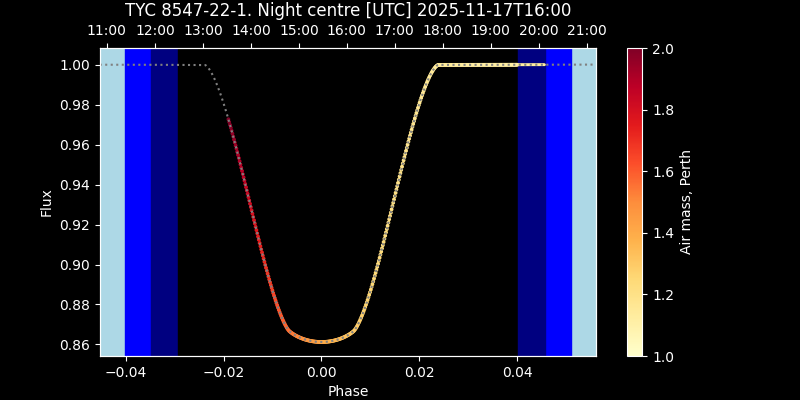 TYC 8547-22-1. Night centre [UTC] 2025-11-17T16:00
11:00 12:00 13:00 14:00 15:00 16:00 17:00 18:00 19:00 20:00 21:00
1.00
0.98
0.96
0.94
0.92
0.90
0.88
0.86
Flux
−0.04 −0.02 0.00 0.02 0.04
Phase
2.0
1.8
1.6
1.4
1.2
1.0
Air mass, Perth